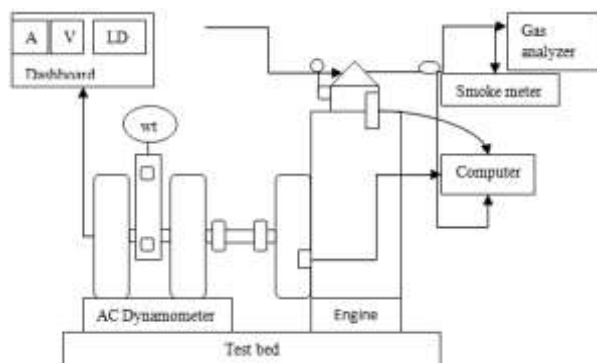 A V LD
Dashboard
Gas
analyzer
Smoke meter
wt
Computer
AC Dynamometer
Engine
Test bed